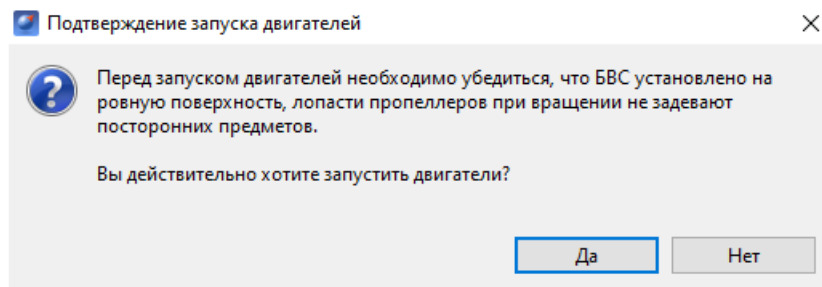 Подтверждение запуска двигателей
Перед запуском двигателей необходимо убедиться, что БВС установлено на
ровную поверхность, лопасти пропеллеров при вращении не задевают
посторонних предметов.
Вы действительно хотите запустить двигатели?
Да
Нет